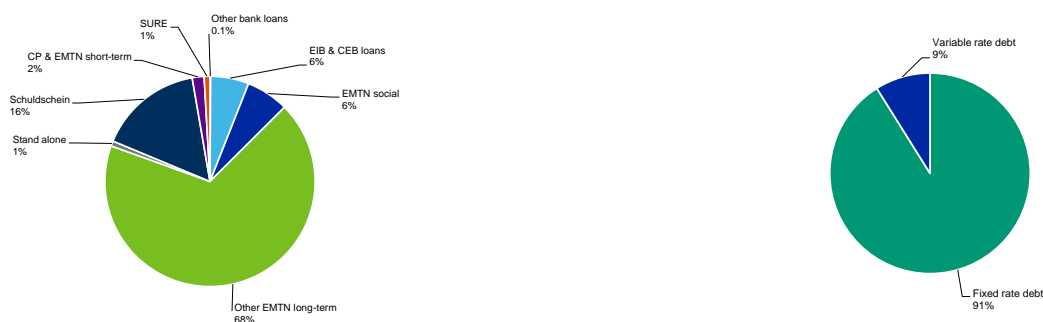 Other bank loans
0.1%
SURE
1%
CP & EMTN short-term
2%
Schuldschein
16%
Stand alone
1%
EIB & CEB loans
6%
EMTN social
6%
Other EMTN long-term
68%
Variable rate debt
9%
Fixed rate debt
91%